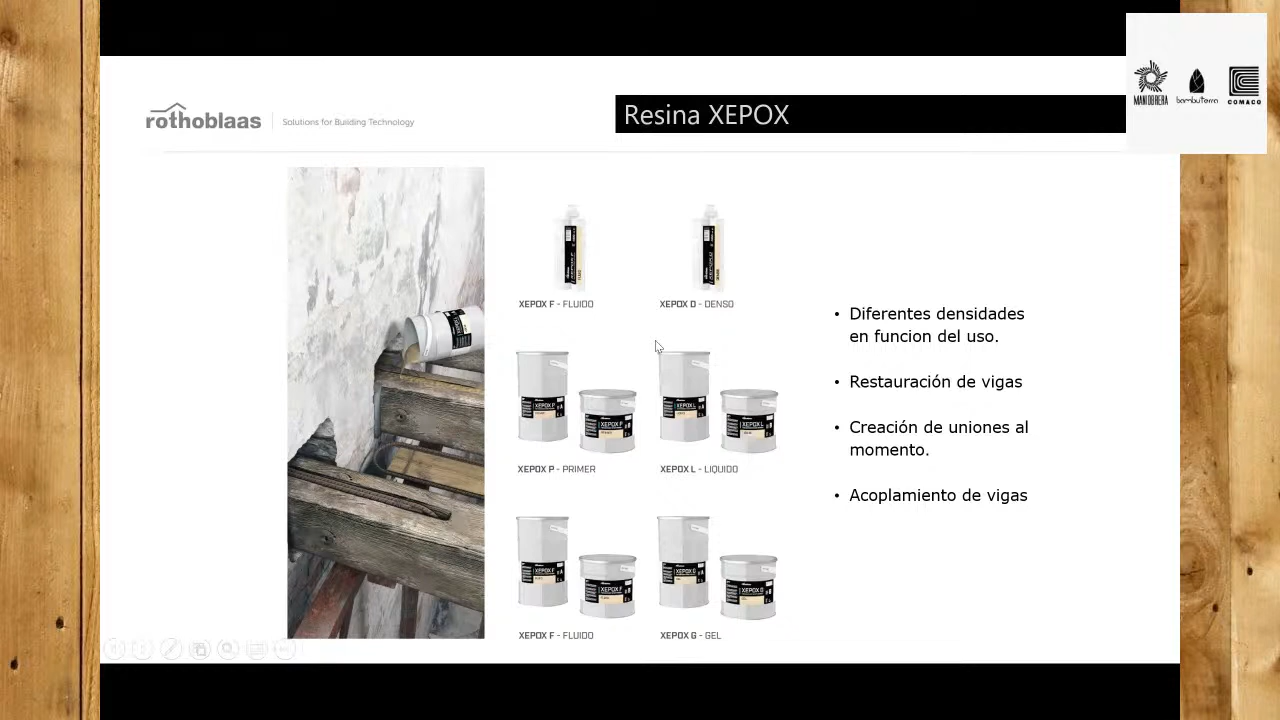 rothoblaas
Solutions for Building Technology
Resina XEPOX
MANIOBRERA
bambuterra
COMACO
XEPOX F - FLUIDO
XEPOX D - DENSO
XEPOX P - PRIMER
XEPOX L - LIQUIDO
XEPOX F - FLUIDO
XEPOX G - GEL
• Diferentes densidades
en funcion del uso.
• Restauración de vigas
• Creación de uniones al
momento.
• Acoplamiento de vigas